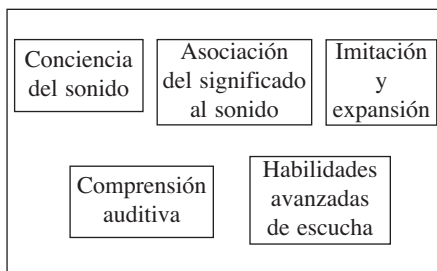 Conciencia
del sonido
Asociación
del significado
al sonido
Imitación
y
expansión
Comprensión
auditiva
Habilidades
avanzadas
de escucha